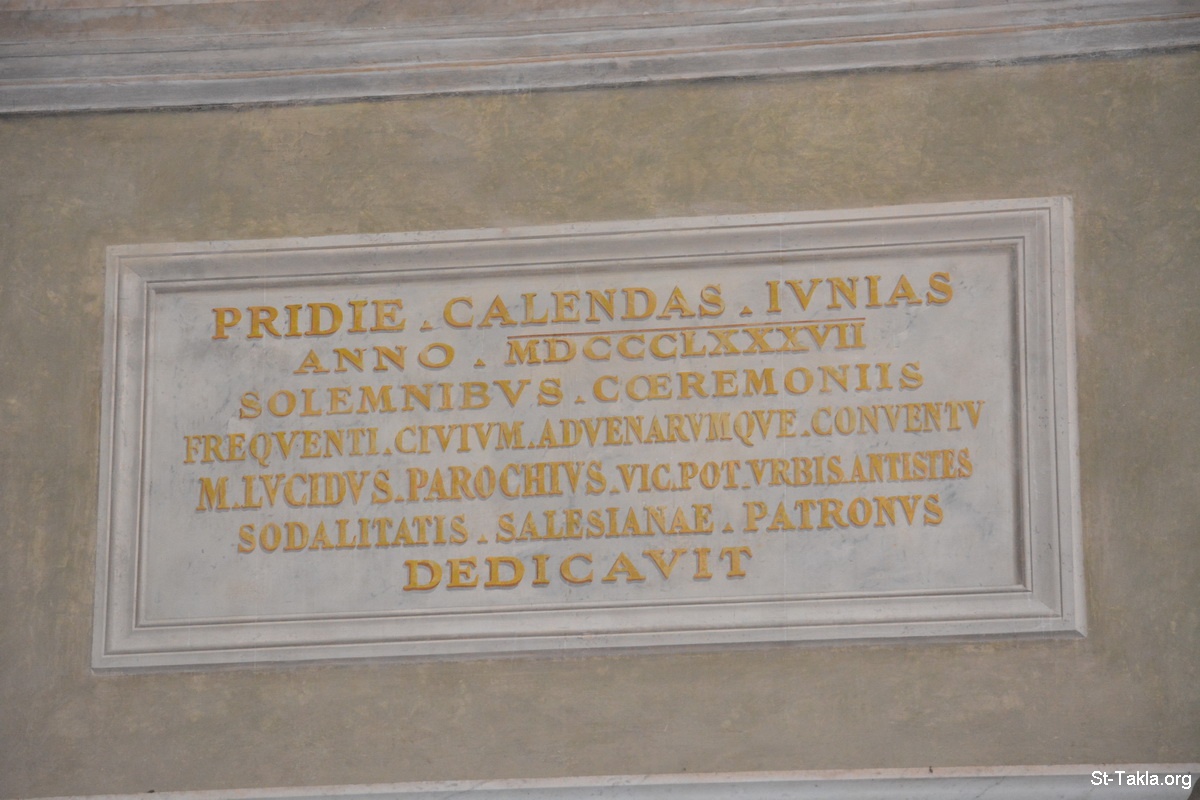 PRIDIE . CALENDAS . IVNIAS
ANNO . MDCCCLXXXVII
SOLEMNIBVS . CŒREMONIIS
FREQVENTI . CIVIVM . ADVENARVMQVE . CONVENTV
M. LVCIDVS . PAROCHIVS . VIC. POT. VRBIS. ANTISTES
SODALITATIS . SALESIANAE . PATRONVS
DEDICAVIT
St-Takla.org